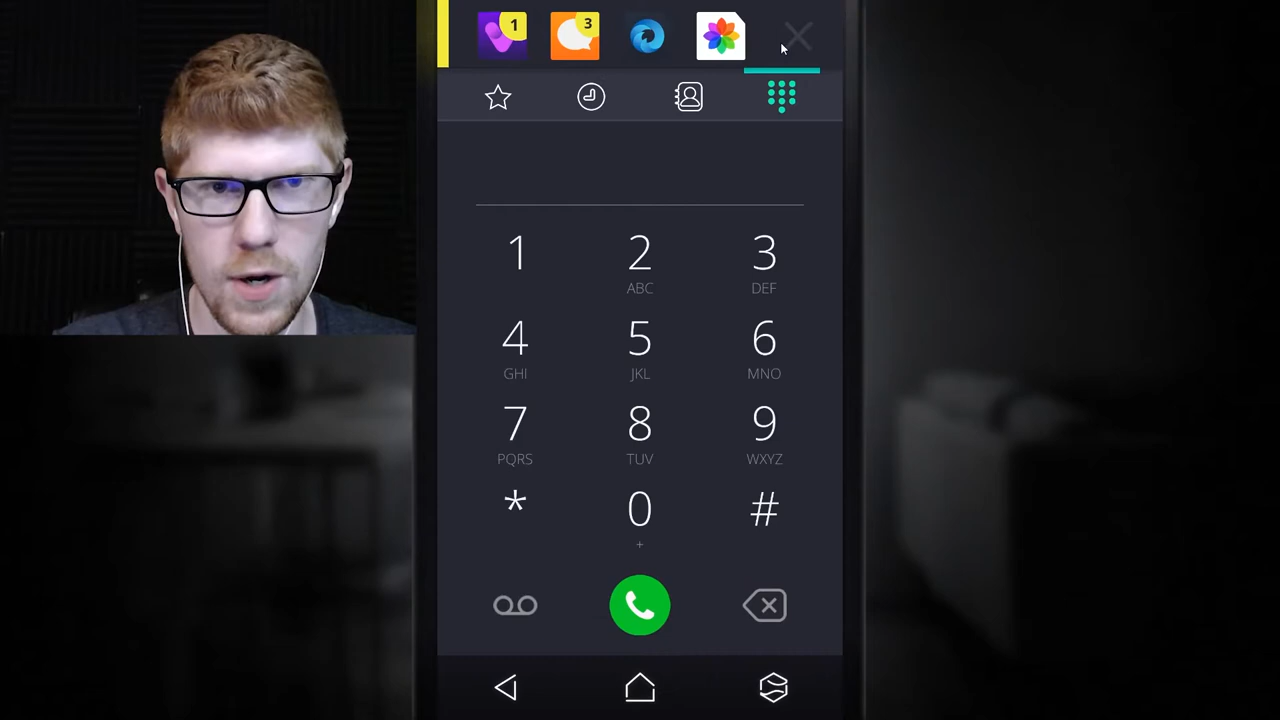 1 3
1 2 3
ABC DEF
4 5 6
GHI JKL MNO
7 8 9
PQRS TUV WXYZ
* 0 #
+